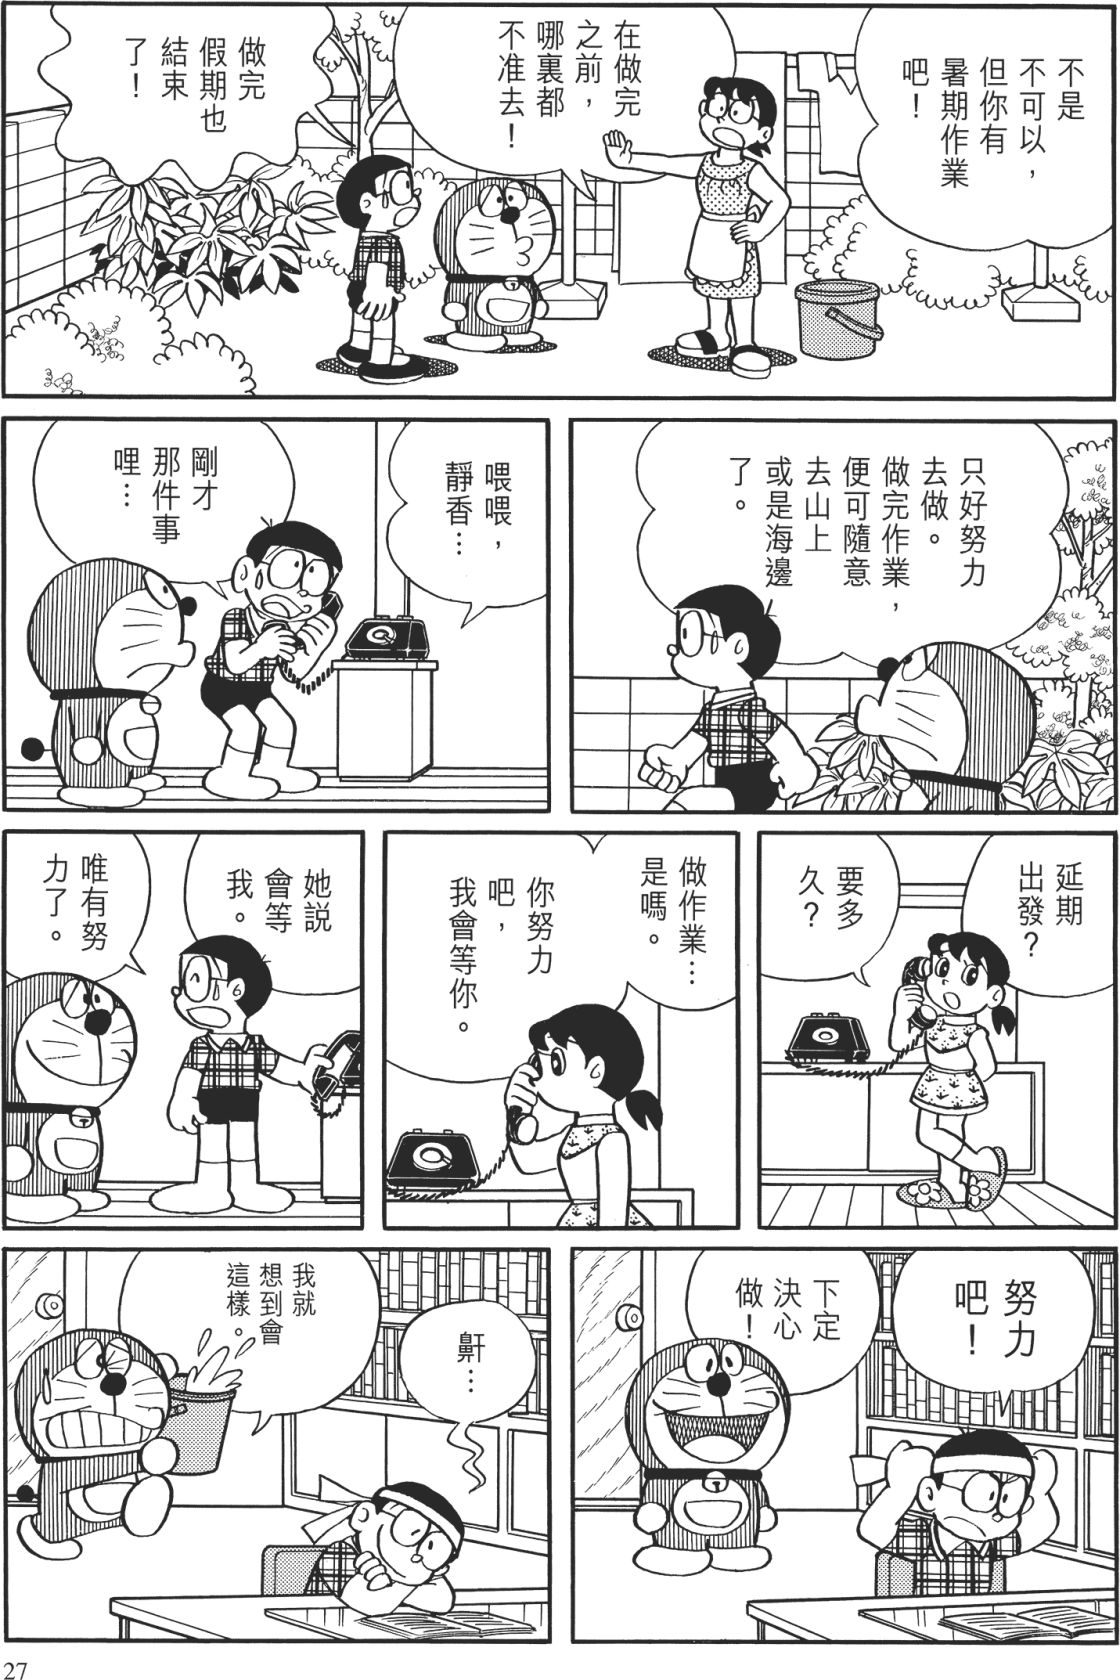 不是
不可以，
但你有
暑期作業
吧！
在做完
之前，
哪裏都
不准去！
做完
假期也
結束
了！
只好努力
去做。
做完作業，
便可隨意
去山上
或是海邊
了。
喂喂，
靜香…
剛才
那件事
哩…
延期
出發？
要多
久？
做作業…
是嗎。
你努力
吧，
我會等你。
她說
會等
我。
唯有努
力了。
努力
吧！
下定
決心
做！
鼾…
我就
想到會
這樣。
27